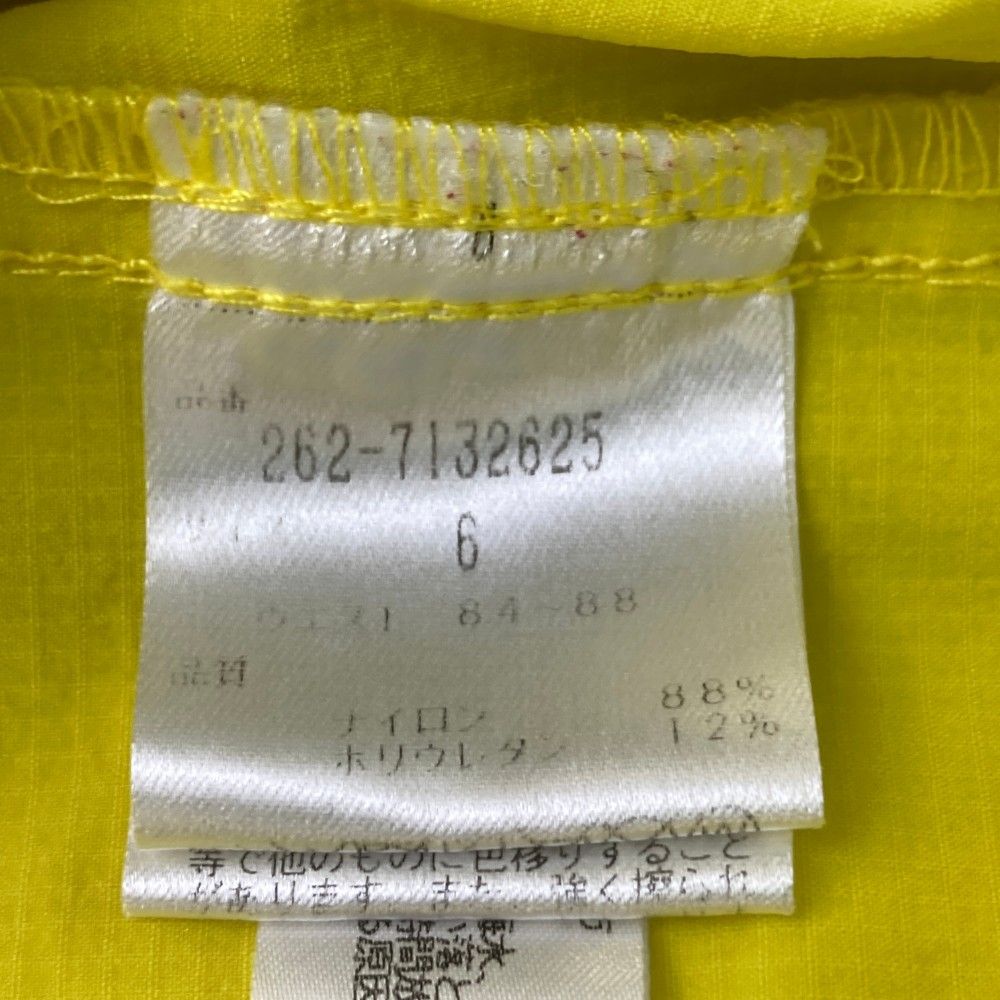 262-7132625
6
ウエスト 84~88
品質
ナイロン 88%
ポリウレタン 12%
等で他のものに色移りすること
があります。また、強く擦られ